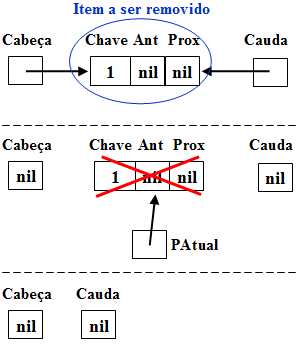 Item a ser removido
Cabeça Chave Ant Prox Cauda
1 nil nil
Cabeça Chave Ant Prox Cauda
nil 1 nil nil nil
PAtual
Cabeça Cauda
nil nil